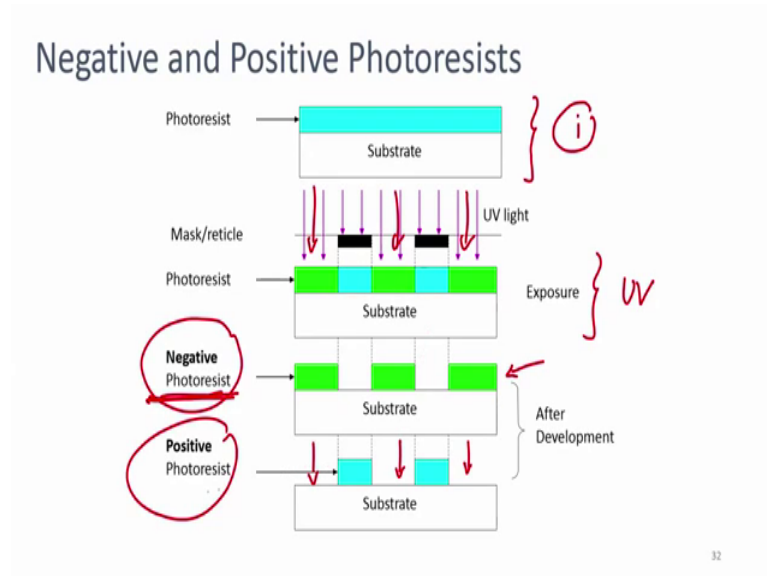 Negative and Positive Photoresists
Photoresist
Substrate
i
UV light
Mask/reticle
Photoresist
Substrate
Exposure
UV
Negative
Photoresist
Substrate
After
Development
Positive
Photoresist
Substrate
32